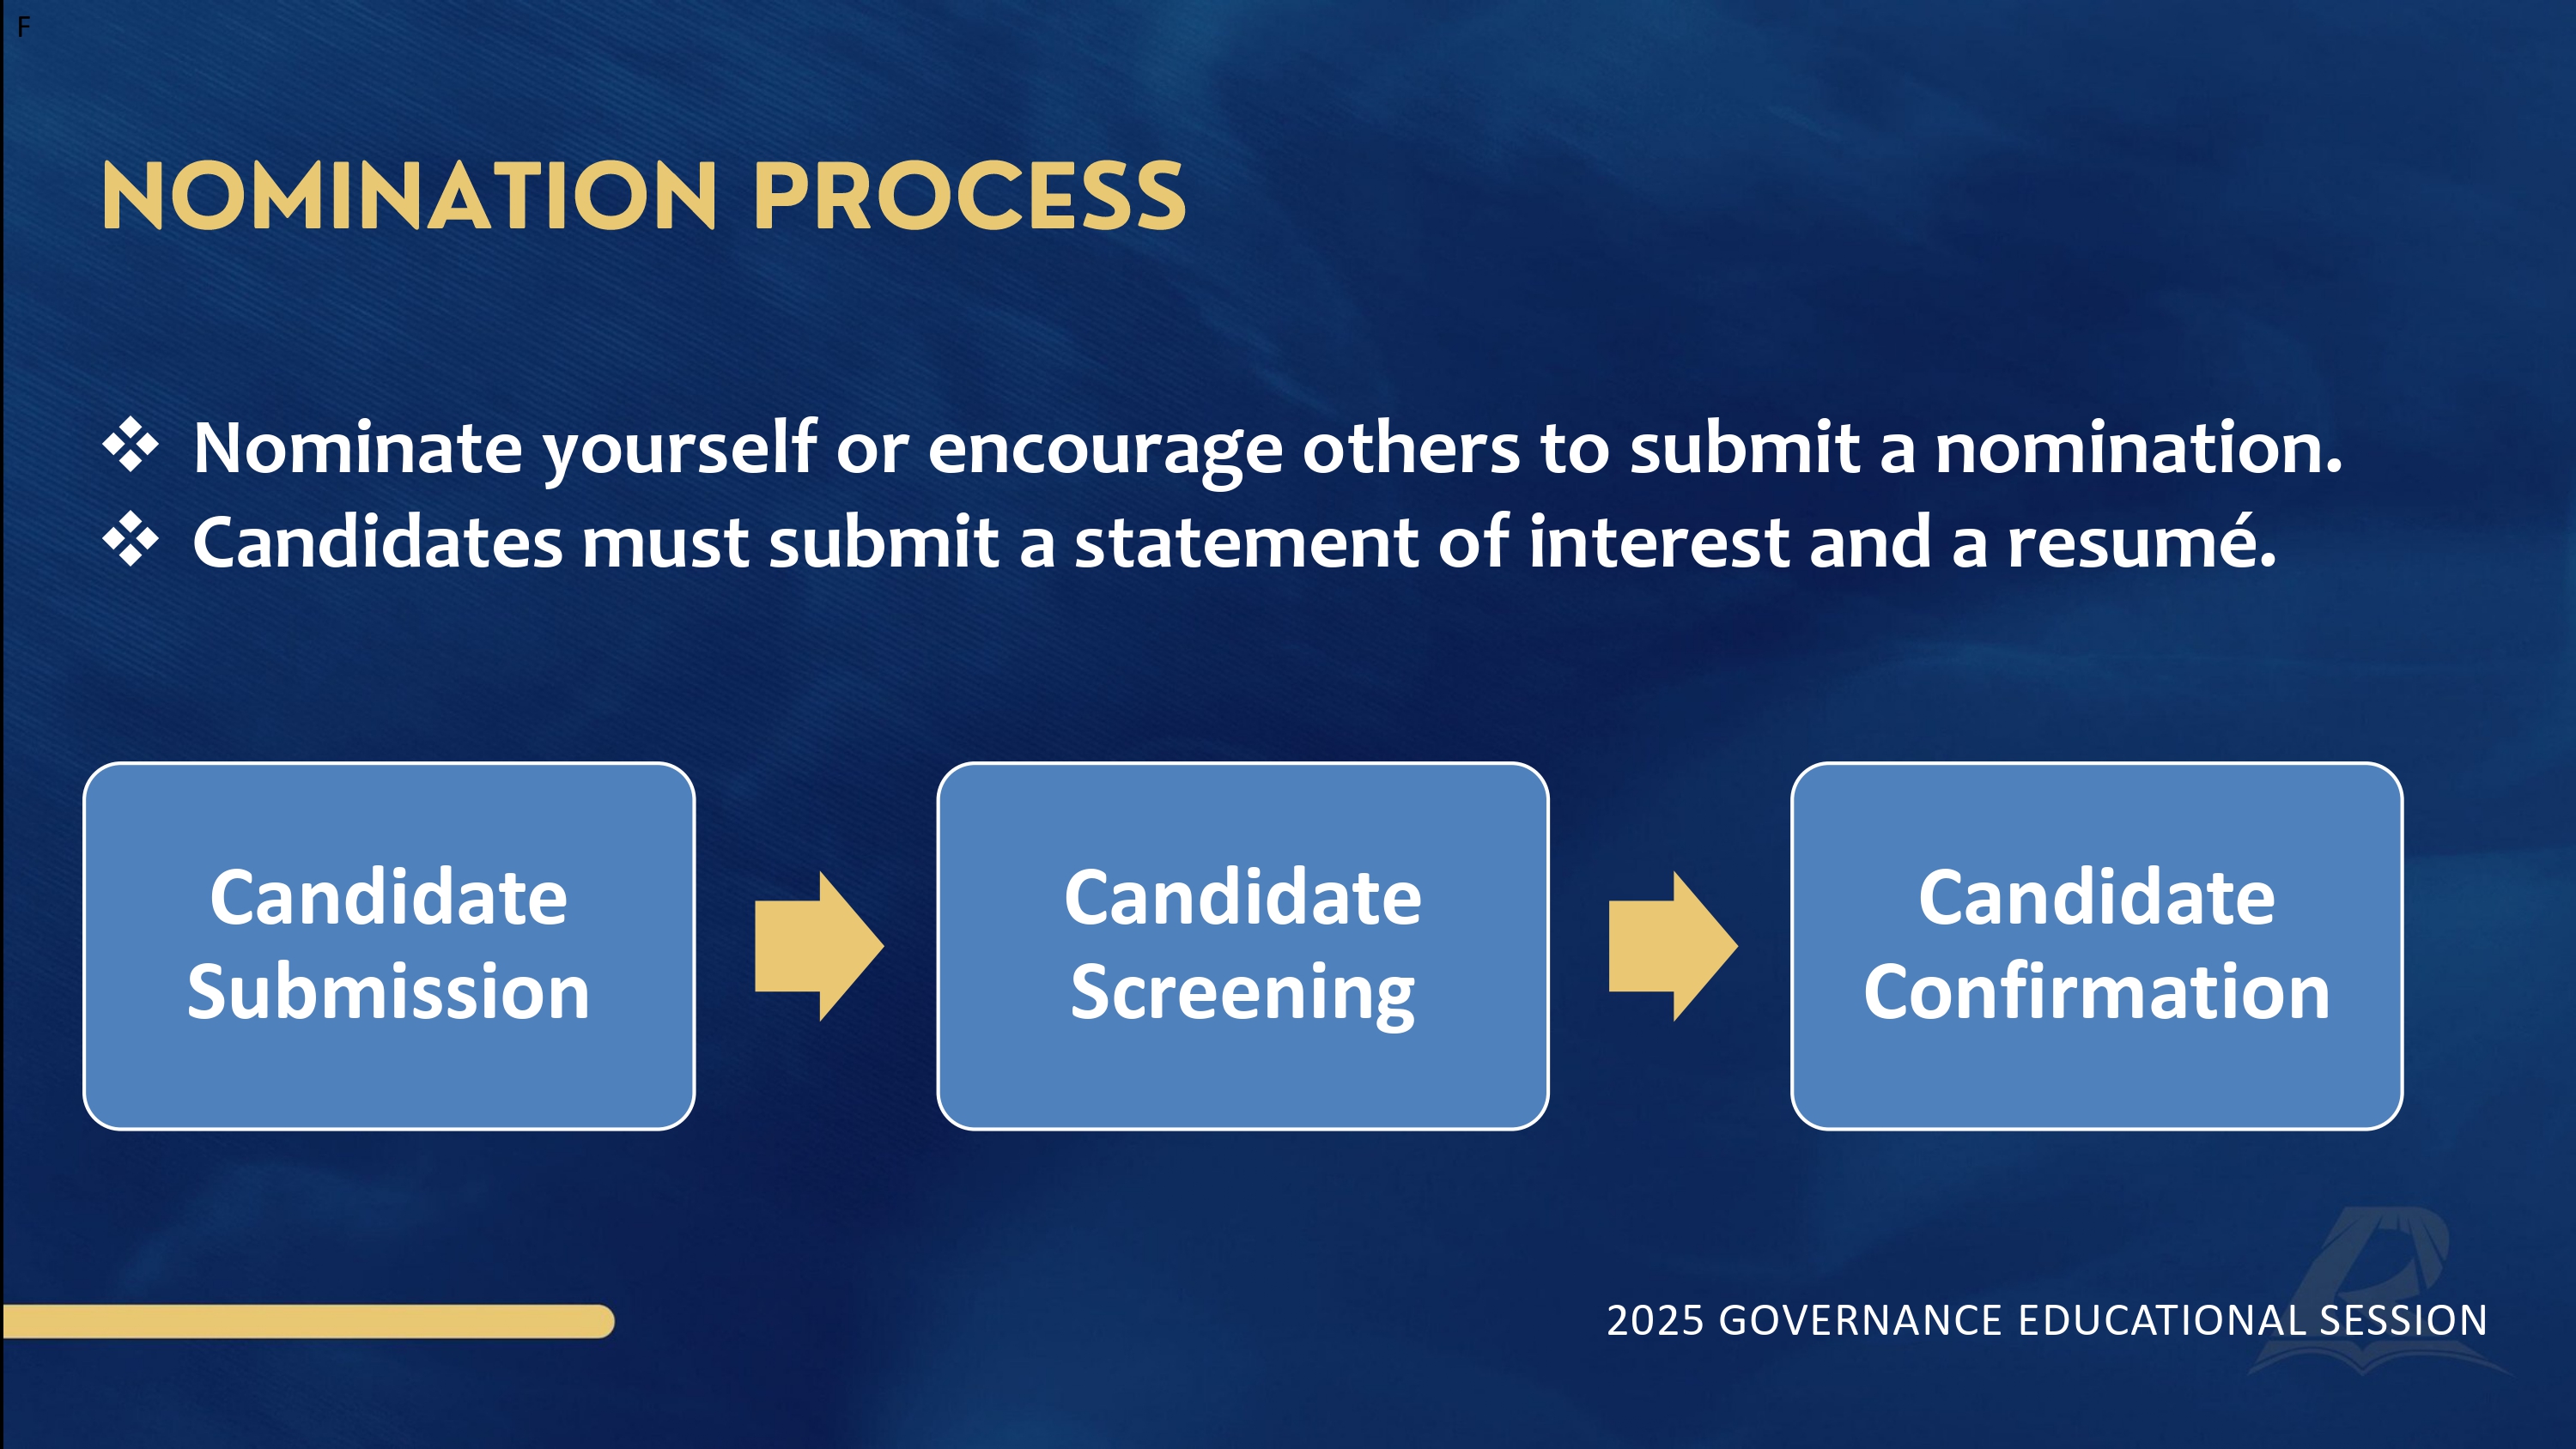 F
NOMINATION PROCESS
❖ Nominate yourself or encourage others to submit a nomination.
❖ Candidates must submit a statement of interest and a resumé.
Candidate
Submission
Candidate
Screening
Candidate
Confirmation
2025 GOVERNANCE EDUCATIONAL SESSION